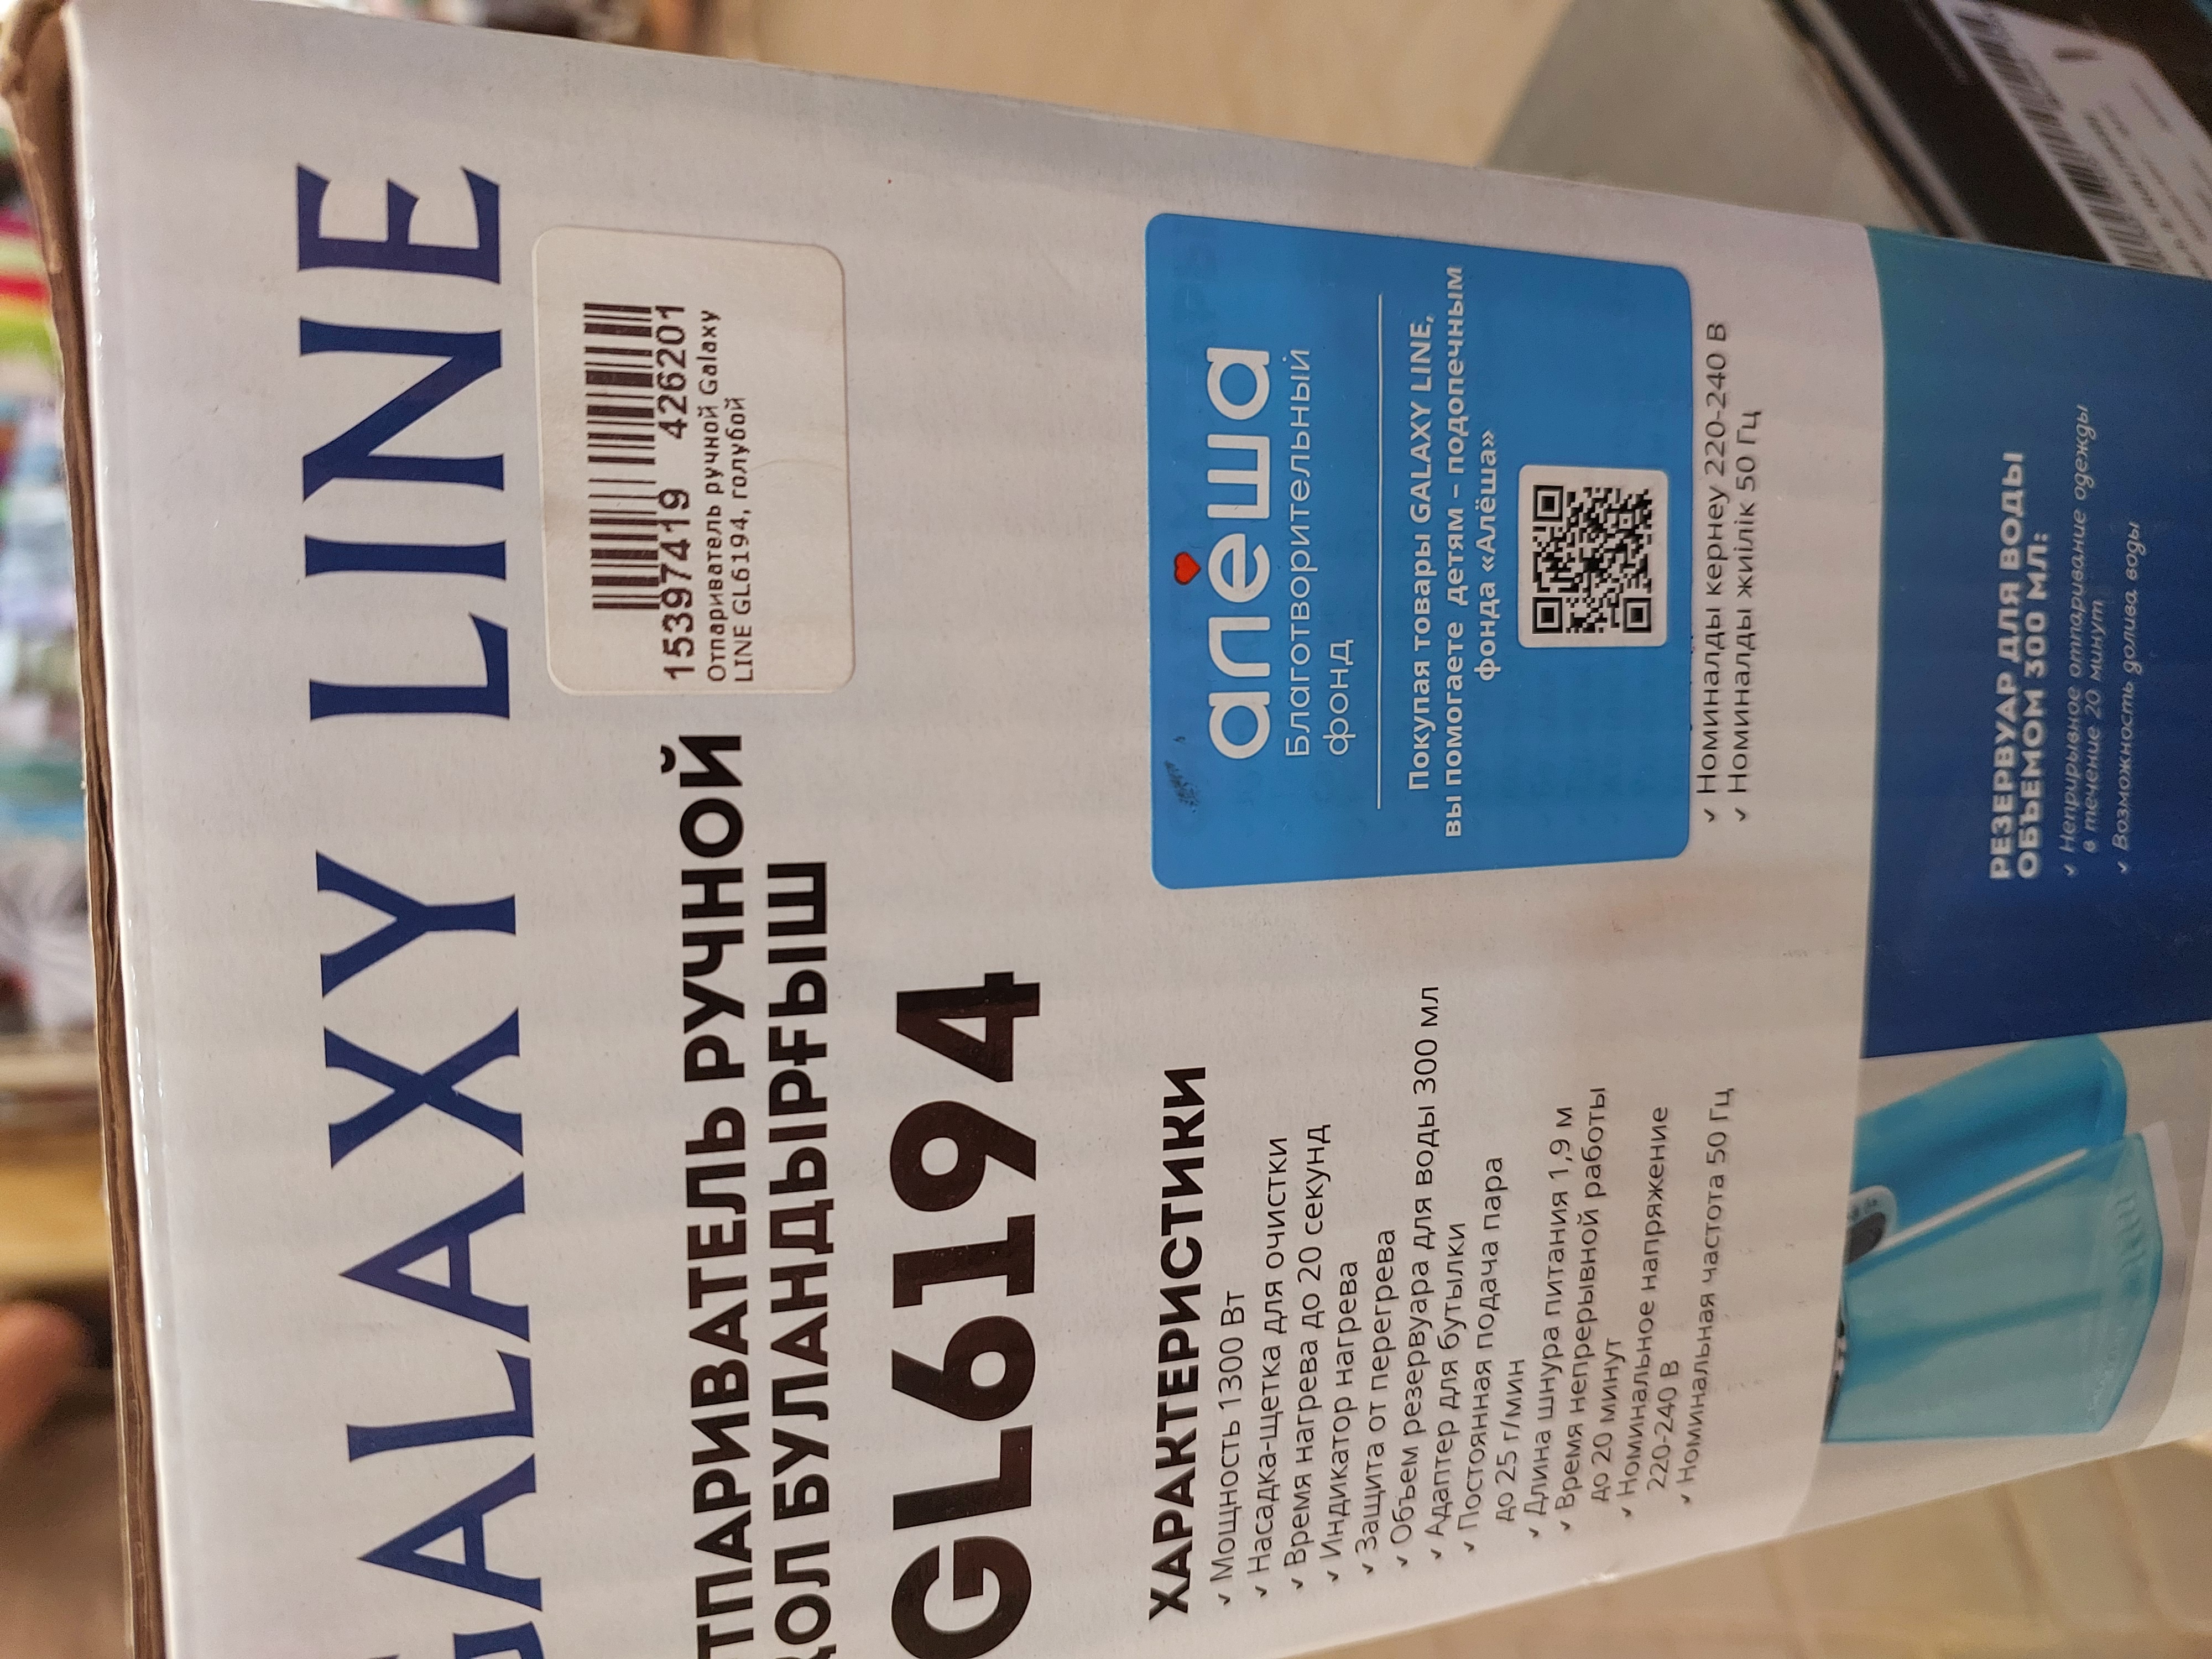 GALAXY LINE
15397419 426201
Отпариватель ручной Galaxy
LINE GL6194, голубой
ТПАРИВАТЕЛЬ РУЧНОЙ
ҚОЛ БУЛАНДЫРҒЫШ
GL6194
ХАРАКТЕРИСТИКИ
✓ Мощность 1300 Вт
✓ Насадка-щетка для очистки
✓ Время нагрева до 20 секунд
✓ Индикатор нагрева
✓ Защита от перегрева
✓ Объем резервуара для воды 300 мл
✓ Адаптер для бутылки
✓ Постоянная подача пара
до 25 г/мин
✓ Длина шнура питания 1,9 м
✓ Время непрерывной работы
до 20 минут
✓ Номинальное напряжение
220-240 В
✓ Номинальная частота 50 Гц
алёша
Благотворительный
фонд
Покупая товары GALAXY LINE,
вы помогаете детям – подопечным
фонда «Алёша»
✓ Номиналды кернеу 220-240 В
✓ Номиналды жиілік 50 Гц
РЕЗЕРВУАР ДЛЯ ВОДЫ
ОБЪЕМОМ 300 МЛ:
✓ Непрырывное отпаривание одежды
в течение 20 минут
✓ Возможность долива воды